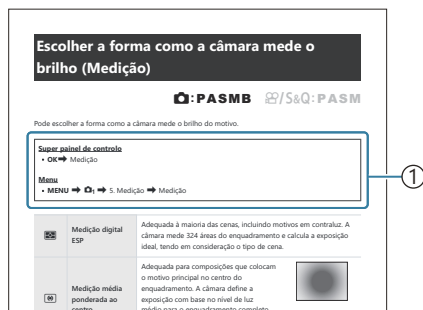 Escolher a forma como a câmara mede o
brilho (Medição)
: PASMB /S&Q: PASM
Pode escolher a forma como a câmara mede o brilho do motivo.
Super painel de controlo
• OK ➡ Medição
Menu
• MENU ➡ 1 ➡ 5. Medição ➡ Medição
1
Medição digital
ESP
Adequada à maioria das cenas, incluindo motivos em contraluz. A
câmara mede 324 áreas do enquadramento e calcula a exposição
ideal, tendo em consideração o tipo de cena.
Medição média
ponderada ao
centro
Adequada para composições que colocam
o motivo principal no centro do
enquadramento. A câmara define a
exposição com base no nível de luz
médio para o enquadramento completo